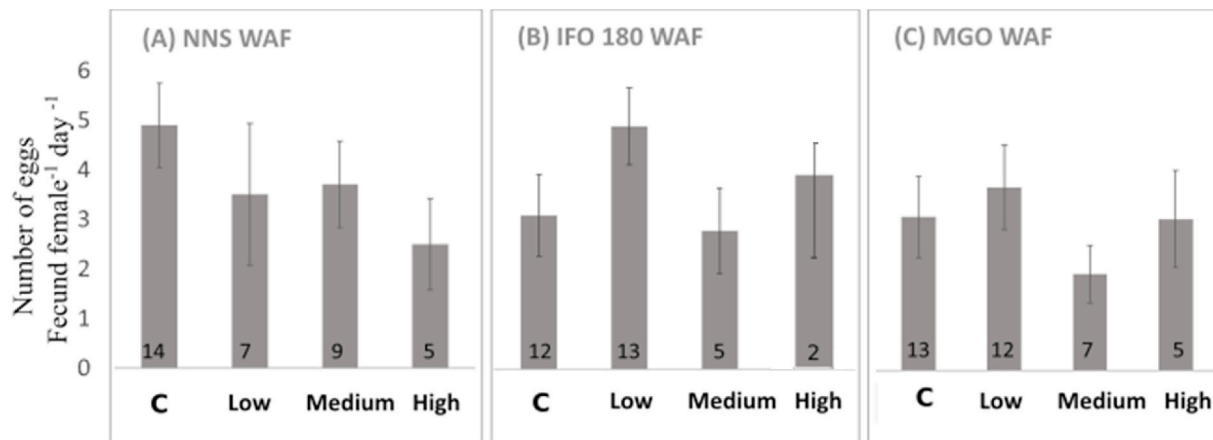 (A) NNS WAF
(B) IFO 180 WAF
(C) MGO WAF
Number of eggs
Fecund female-1 day -1
6
5
4
3
2
1
0
14 7 9 5
12 13 5 2
13 12 7 5
C Low Medium High
C Low Medium High
C Low Medium High